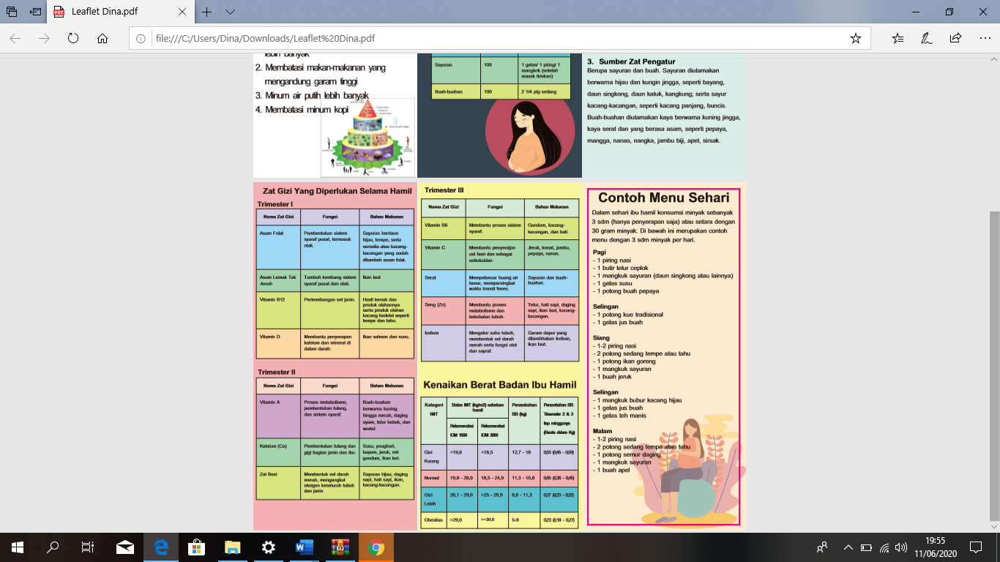 Leaflet Dina.pdf
file:///C:/Users/Dina/Downloads/Leaflet%20Dina.pdf
lebih banyak
2. Membatasi makan-makanan yang
mengandung garam tinggi
3. Minum air putih lebih banyak
4. Membatasi minum kopi
Sayuran
100
1 gelas/ 1 piring/ 1
mangkok (setelah
masak tiriskan)
Buah-buahan
100
2 1/4 ptg sedang
3. Sumber Zat Pengatur
Berupa sayuran dan buah. Sayuran diutamakan
berwarna hijau dan kungin jingga, seperti bayang,
daun singkong, daun katuk, kangkung; serta sayur
kacang-kacangan, seperti kacang panjang, buncis.
Buah-buahan diutamakan kaya berwarna kuning jingga,
kaya serat dan yang berasa asam, seperti pepaya,
mangga, nanas, nangka, jambu biji, apel, sirsak.
Zat Gizi Yang Diperlukan Selama Hamil
Trimester I
Nama Zat Gizi
Fungsi
Bahan Makanan
Asam Folat
Pembentukan sistem
syaraf pusat, termasuk
otak.
Sayuran berdaun
hijau, tempe, serta
serealia atau kacang-
kacangan yang sudah
ditambah asam folat.
Asam Lemak Tak
Jenuh
Tumbuh kembang sistem
syaraf pusat dan otak.
Ikan laut
Vitamin B12
Perkembangan sel janin.
Hasil ternak dan
produk olahannya
serta produk olahan
kacang kedelai seperti
tempe dan tahu.
Vitamin D
Membantu penyerapan
kalsium dan mineral di
dalam darah.
Ikan salmon dan susu.
Trimester II
Nama Zat Gizi
Fungsi
Bahan Makanan
Vitamin A
Proses metabolisme,
pembentukan tulang,
dan sistem syaraf.
Buah-buahan
berwarna kuning
hingga merah, daging
ayam, telur bebek, dan
wortel.
Kalsium (Ca)
Pembentukan tulang dan
gigi bagian janin dan ibu.
Susu, youghurt,
bayam, jeruk, roti
gandum, ikan teri.
Zat Besi
Membentuk sel darah
merah, mengangkut
oksigen keseluruh tubuh
dan janin.
Sayuran hijau, daging
sapi, hati sapi, ikan,
kacang-kacangan.
Trimester III
Nama Zat Gizi
Fungsi
Bahan Makanan
Vitamin B6
Membantu proses sistem
syaraf.
Gandum, kacang-
kacangan, dan hati.
Vitamin C
Membantu penyerajan
zat besi dan sebagai
antioksidan.
Jeruk, tomat, jambu,
pepaya, nanas.
Serat
Mempelancar buang air
besar, mempersingkat
waktu transit feses.
Sayuran dan buah-
buahan.
Seng (Zn)
Membantu proses
metabolisme dan
kekebalan tubuh.
Telur, hati sapi, daging
sapi, ikan laut, kacang-
kacangan.
Iodium
Mengatur suhu tubuh,
membentuk sel darah
merah serta fungsi otot
dan sayraf.
Garam dapur yang
ditambahkan Iodium,
ikan laut.
Kenaikan Berat Badan Ibu Hamil
Kategori
IMT
Batas IMT (kg/m2) sebelum
hamil
Rekomendasi
IOM 1990
Rekomendasi
IOM 2009
Penambahan
BB (kg)
Penambahan BB
Trisemster 2 & 3
tiap minggunya
(Rerata dalam Kg)
Gizi
Kurang
<19,8
<18,5
12,7 - 18
0,53 (0,45 - 0,59)
Normal
19,8 - 26,0
18,5 - 24,9
11,3 - 15,8
0,45 (0,36 - 0,45)
Gizi
Lebih
26,1 - 29,0
>25 - 29,9
6,8 - 11,3
0,27 (0,23 - 0,32)
Obesitas
>29,0
>=30,0
5-9
0,23 (0,18 - 0,27)
Contoh Menu Sehari
Dalam sehari ibu hamil konsumsi minyak sebanyak
3 sdm (hanya penyerapan saja) atau setara dengan
30 gram minyak. Di bawah ini merupakan contoh
menu dengan 3 sdm minyak per hari.
Pagi
- 1 piring nasi
- 1 butir telur ceplok
- 1 mangkuk sayuran (daun singkong atau lainnya)
- 1 gelas susu
- 1 potong buah pepaya
Selingan
- 1 potong kue tradisional
- 1 gelas jus buah
Siang
- 1-2 piring nasi
- 2 potong sedang tempe atau tahu
- 1 potong ikan goreng
- 1 mangkuk sayuran
- 1 buah jeruk
Selingan
- 1 mangkuk bubur kacang hijau
- 1 gelas jus buah
- 1 gelas teh manis
Malam
- 1-2 piring nasi
- 2 potong sedang tempe atau tahu
- 1 potong semur daging
- 1 mangkuk sayuran
- 1 buah apel
19:55
11/06/2020